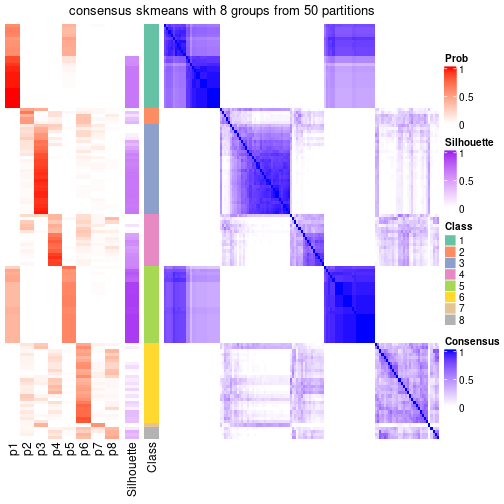 consensus skmeans with 8 groups from 50 partitions
Prob
1
0.5
0
Silhouette
1
0.5
0
Class
1
2
3
4
5
6
7
8
Consensus
1
0.5
0
p1
p2
p3
p4
p5
p6
p7
p8
Silhouette
Class